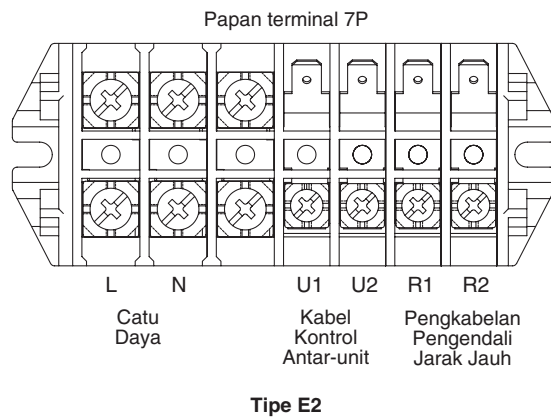 Papan terminal 7P
L N U1 U2 R1 R2
Catu
Daya
Kabel
Kontrol
Antar-unit
Pengkabelan
Pengendali
Jarak Jauh
Tipe E2